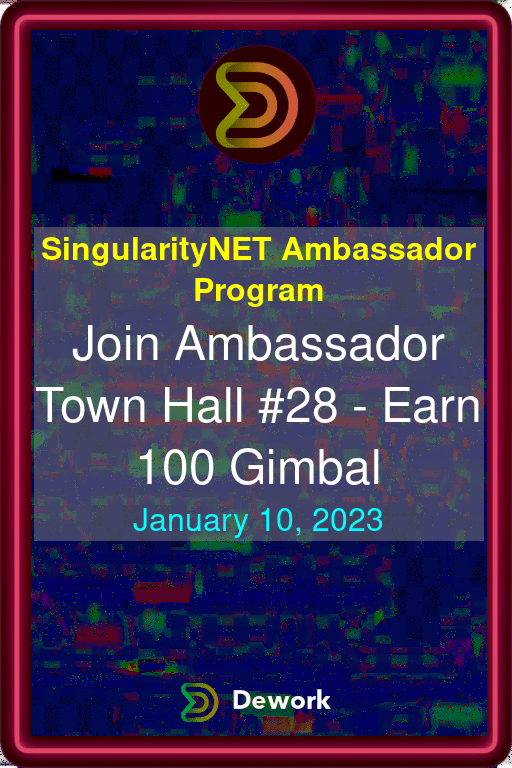 SingularityNET Ambassador
Program
Join Ambassador
Town Hall #28 - Earn
100 Gimbal
January 10, 2023
Dework